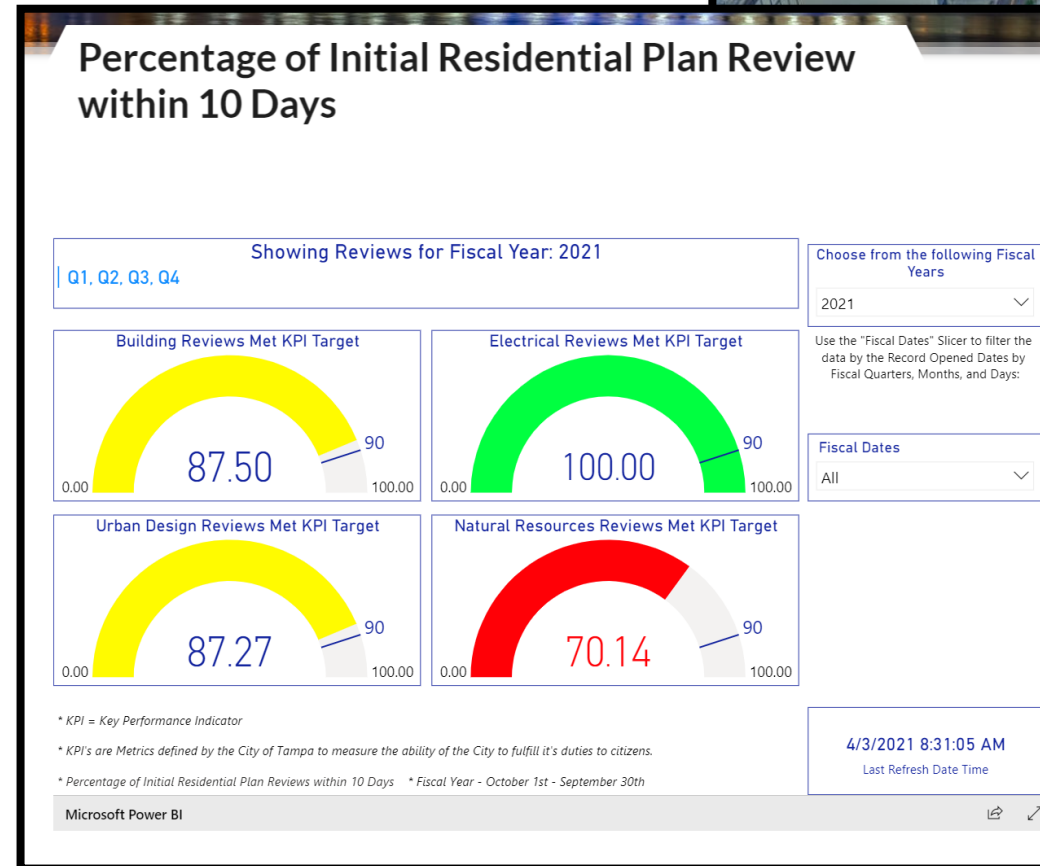 Percentage of Initial Residential Plan Review
within 10 Days
Showing Reviews for Fiscal Year: 2021
Q1, Q2, Q3, Q4
Choose from the following Fiscal
Years
2021
Use the "Fiscal Dates" Slicer to filter the
data by the Record Opened Dates by
Fiscal Quarters, Months, and Days:
Fiscal Dates
All
Building Reviews Met KPI Target
90
87.50
0.00
100.00
Electrical Reviews Met KPI Target
90
100.00
0.00
100.00
Urban Design Reviews Met KPI Target
90
87.27
0.00
100.00
Natural Resources Reviews Met KPI Target
90
70.14
0.00
100.00
* KPI = Key Performance Indicator
* KPI's are Metrics defined by the City of Tampa to measure the ability of the City to fulfill it's duties to citizens.
* Percentage of Initial Residential Plan Reviews within 10 Days * Fiscal Year - October 1st - September 30th
4/3/2021 8:31:05 AM
Last Refresh Date Time
Microsoft Power BI